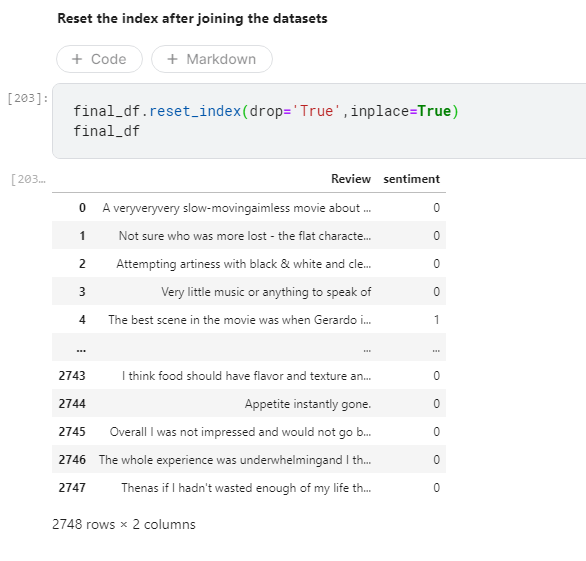 Reset the index after joining the datasets
+ Code + Markdown
[203]:
final_df.reset_index(drop='True',inplace=True)
final_df
[203…
Review sentiment
0 A veryveryvery slow-movingaimless movie about ... 0
1 Not sure who was more lost - the flat characte... 0
2 Attempting artiness with black & white and cle... 0
3 Very little music or anything to speak of 0
4 The best scene in the movie was when Gerardo i... 1
... ... ...
2743 I think food should have flavor and texture an... 0
2744 Appetite instantly gone. 0
2745 Overall I was not impressed and would not go b... 0
2746 The whole experience was underwhelmingand I th... 0
2747 Thenas if I hadn't wasted enough of my life th... 0
2748 rows × 2 columns